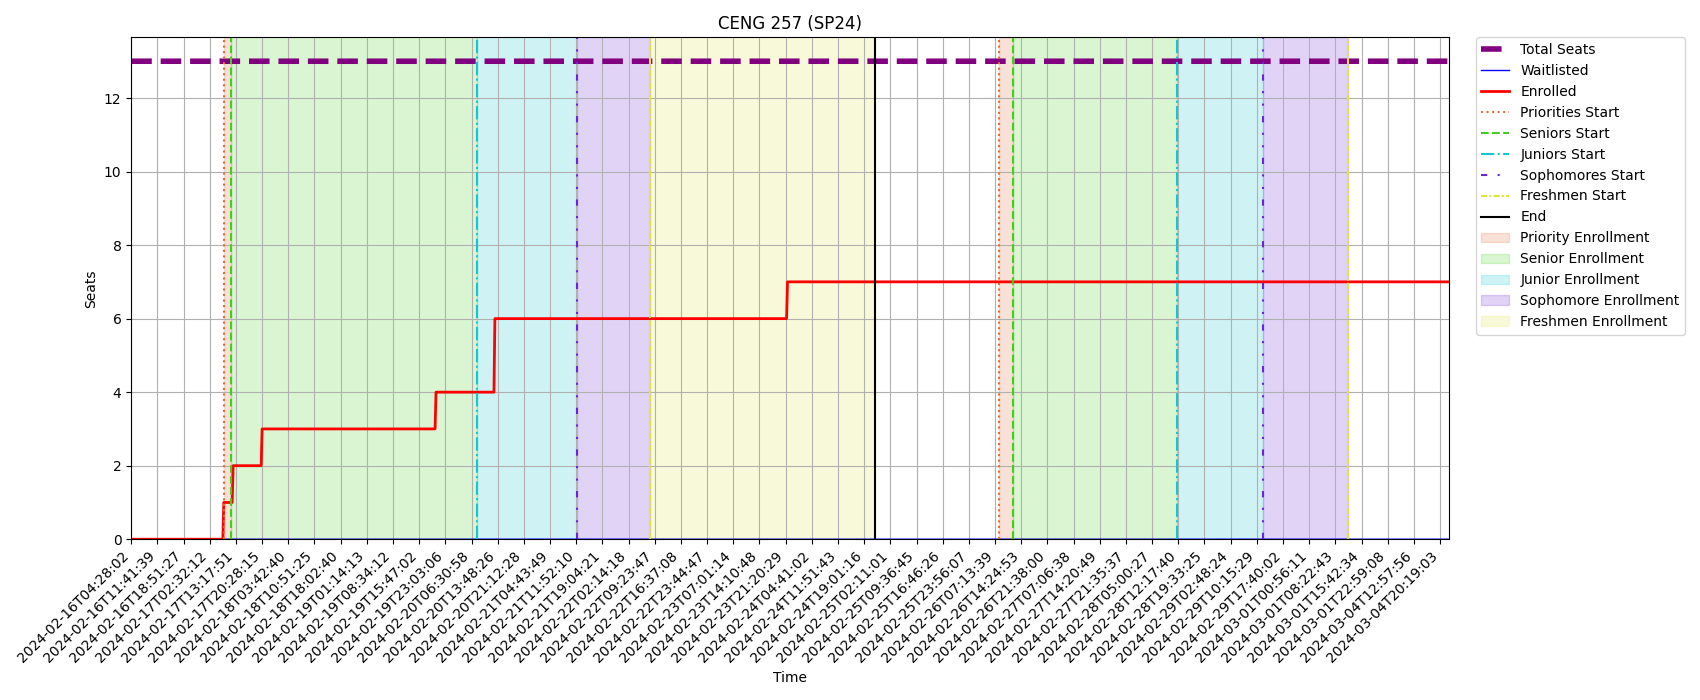 CENG 257 (SP24)
Seats
12
10
8
6
4
2
0
2024-02-16T04:28:02
2024-02-16T11:41:39
2024-02-16T18:51:27
2024-02-17T02:32:12
2024-02-17T13:17:51
2024-02-17T20:28:15
2024-02-18T03:42:40
2024-02-18T10:51:25
2024-02-18T18:02:40
2024-02-19T01:14:13
2024-02-19T08:34:12
2024-02-19T15:47:02
2024-02-19T23:03:06
2024-02-20T06:30:58
2024-02-20T13:48:26
2024-02-20T21:12:28
2024-02-21T04:43:49
2024-02-21T11:52:10
2024-02-21T19:04:21
2024-02-22T02:14:18
2024-02-22T09:23:47
2024-02-22T16:37:08
2024-02-22T23:44:47
2024-02-23T07:01:14
2024-02-23T14:10:48
2024-02-23T21:20:29
2024-02-24T04:41:02
2024-02-24T11:51:43
2024-02-24T19:01:16
2024-02-25T02:11:01
2024-02-25T09:36:45
2024-02-25T16:46:26
2024-02-25T23:56:07
2024-02-26T07:13:39
2024-02-26T14:24:53
2024-02-26T21:38:00
2024-02-27T07:06:38
2024-02-27T14:20:49
2024-02-27T21:35:37
2024-02-28T05:00:27
2024-02-28T12:17:40
2024-02-28T19:33:25
2024-02-29T02:48:24
2024-02-29T10:15:29
2024-02-29T17:40:02
2024-03-01T00:56:11
2024-03-01T08:22:43
2024-03-01T15:42:34
2024-03-01T22:59:08
2024-03-04T12:57:56
2024-03-04T20:19:03
Time
Total Seats
Waitlisted
Enrolled
Priorities Start
Seniors Start
Juniors Start
Sophomores Start
Freshmen Start
End
Priority Enrollment
Senior Enrollment
Junior Enrollment
Sophomore Enrollment
Freshmen Enrollment